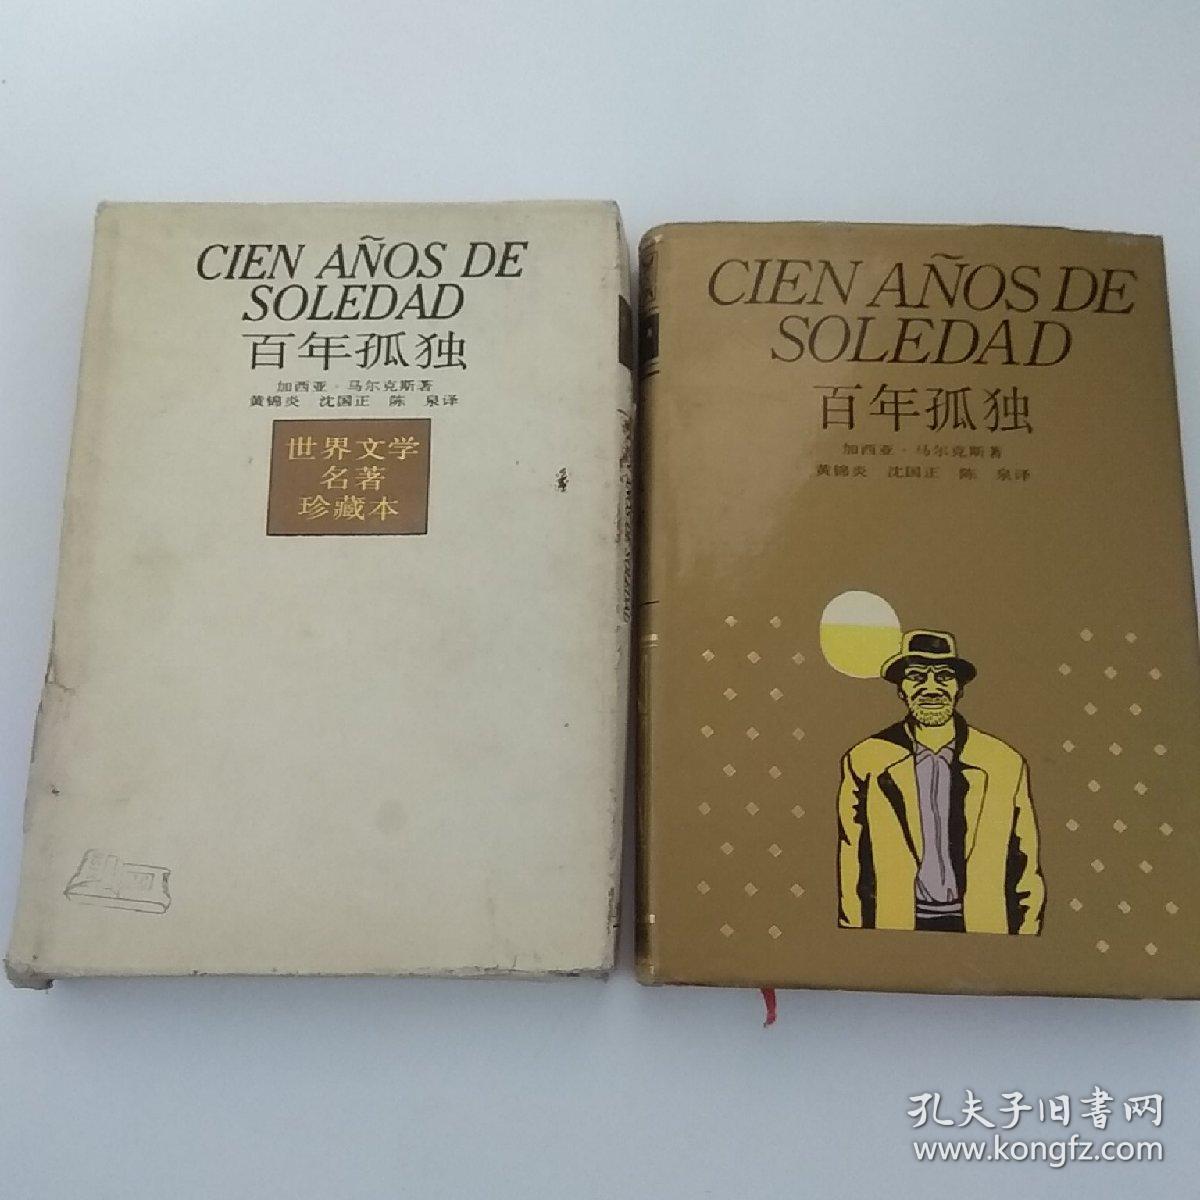 CIEN AÑOS DE
SOLEDAD
百年孤独
加西亚·马尔克斯著
黄锦炎 沈国正 陈 泉译
世界文学
名著
珍藏本
CIEN AÑOS DE
SOLEDAD
百年孤独
加西亚·马尔克斯著
黄锦炎 沈国正 陈 泉译
孔夫子旧书网
www.kongfz.com